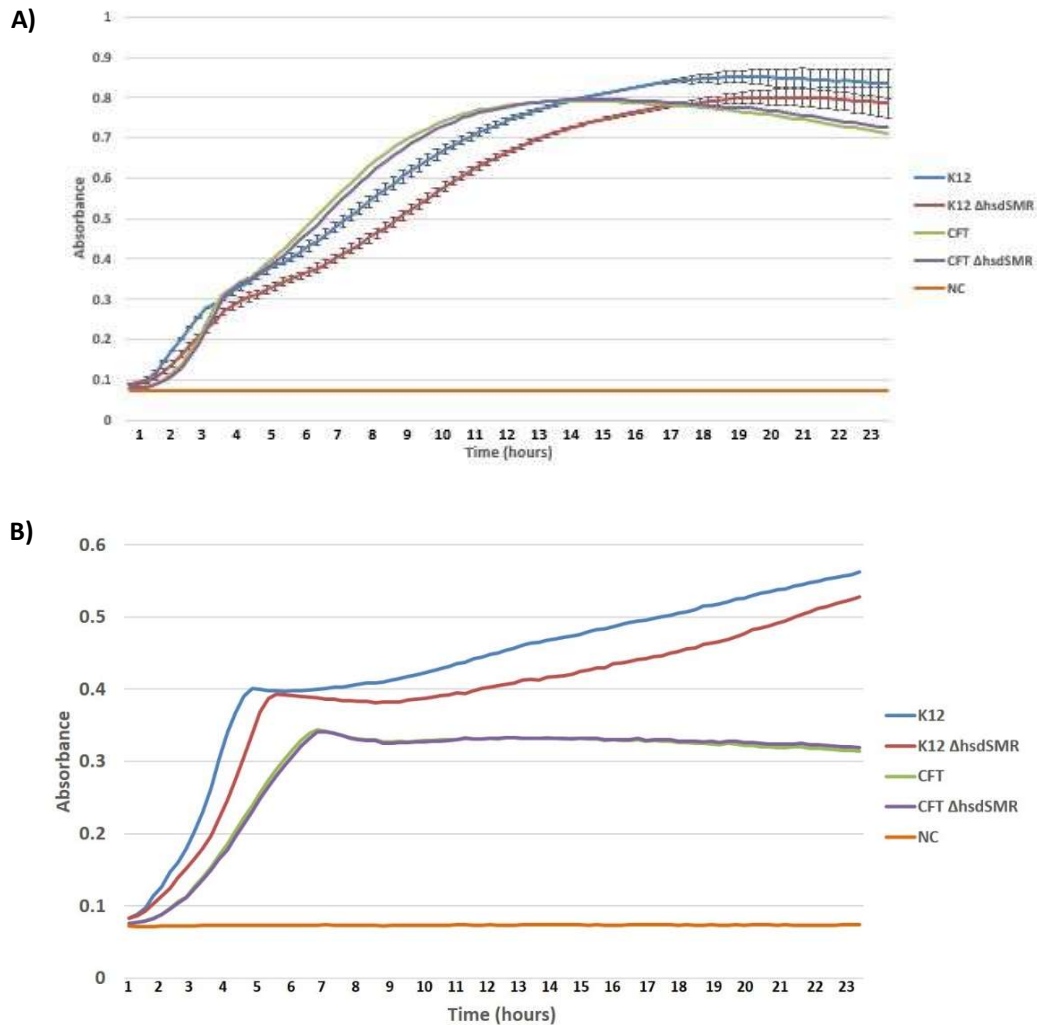 A)
1
0.9
0.8
0.7
0.6
0.5
0.4
0.3
0.2
0.1
0
Absorbance
1 2 3 4 5 6 7 8 9 10 11 12 13 14 15 16 17 18 19 20 21 22 23
Time (hours)
K12
K12 ΔhsdSMR
CFT
CFT ΔhsdSMR
NC
B)
0.6
0.5
0.4
0.3
0.2
0.1
0
Absorbance
1 2 3 4 5 6 7 8 9 10 11 12 13 14 15 16 17 18 19 20 21 22 23
Time (hours)
K12
K12 ΔhsdSMR
CFT
CFT ΔhsdSMR
NC